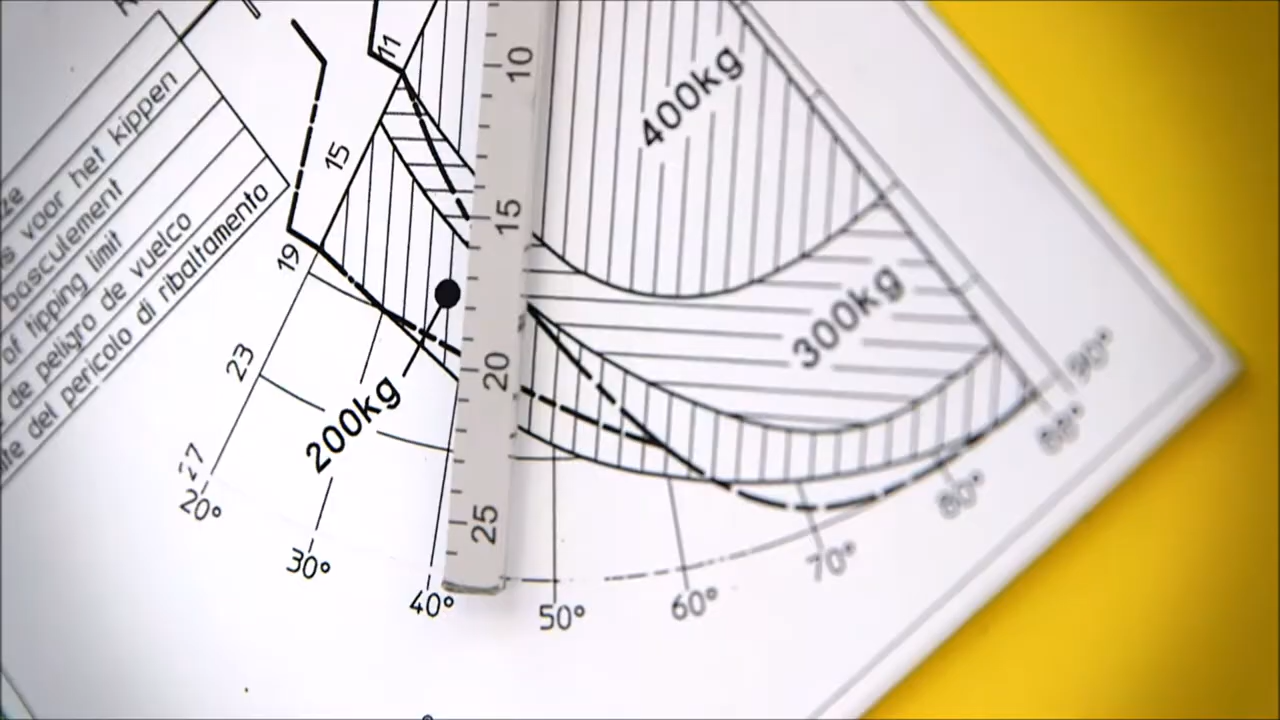 ze
s voor het kippen
basculement
of tipping limit
de peligro de vuelco
ite del pericolo di ribaltamento
11
15
19
23
27
10
15
20
25
400kg
300kg
200kg
20°
30°
40°
50°
60°
70°
80°
88°
90°